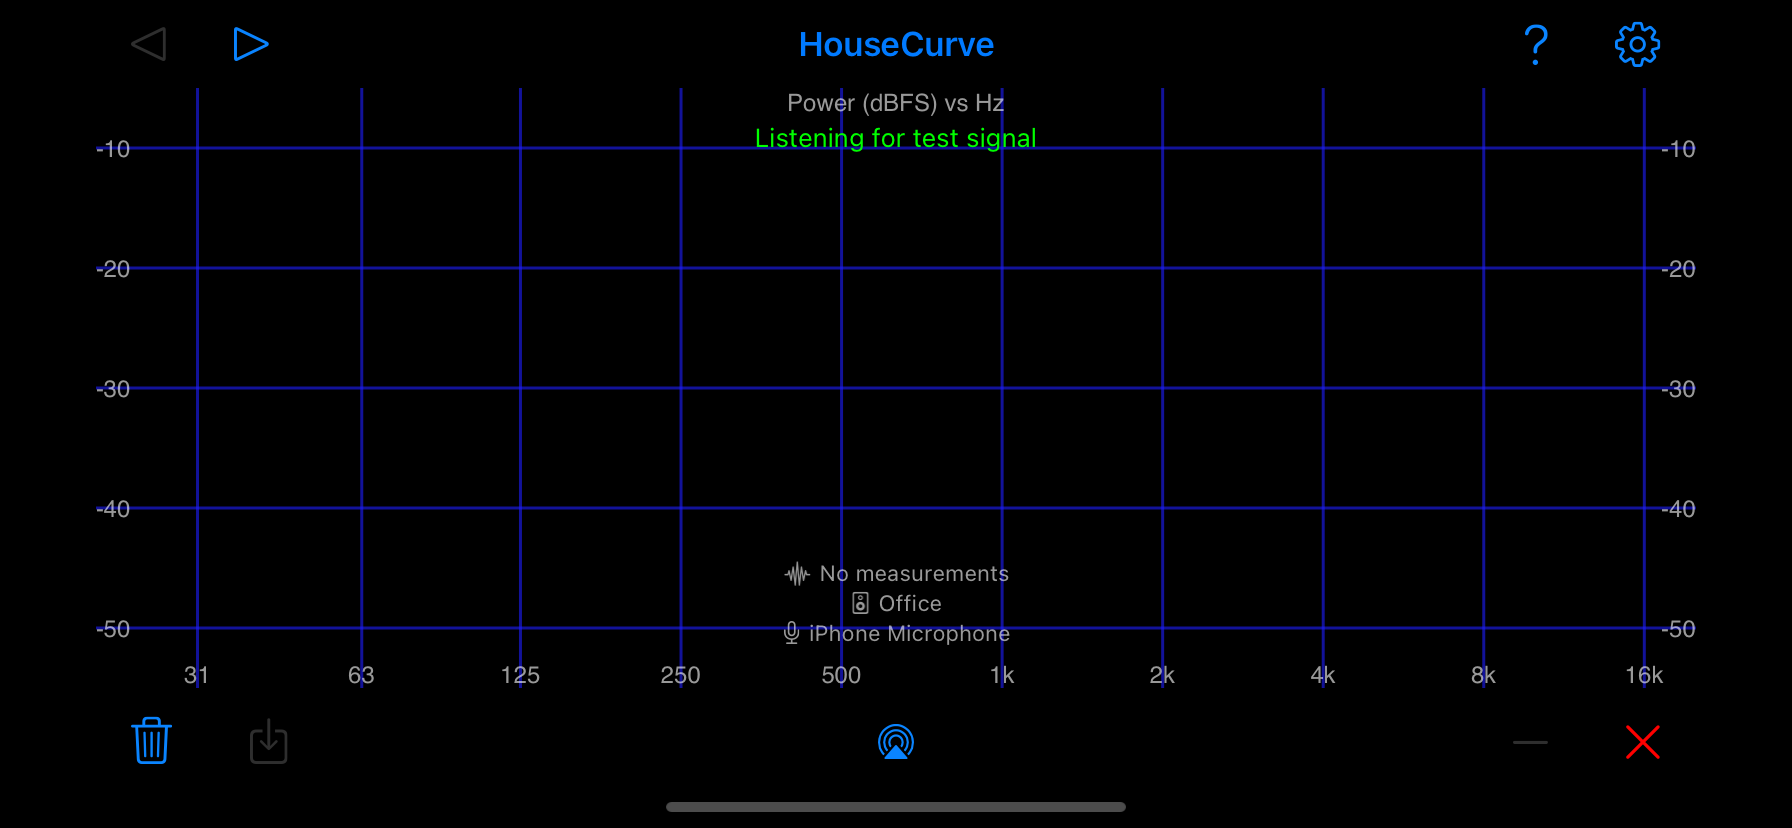 HouseCurve
?
Power (dBFS) vs Hz
Listening for test signal
-10 -10
-20 -20
-30 -30
-40 -40
No measurements
Office
-50 iPhone Microphone -50
31 63 125 250 500 1k 2k 4k 8k 16k